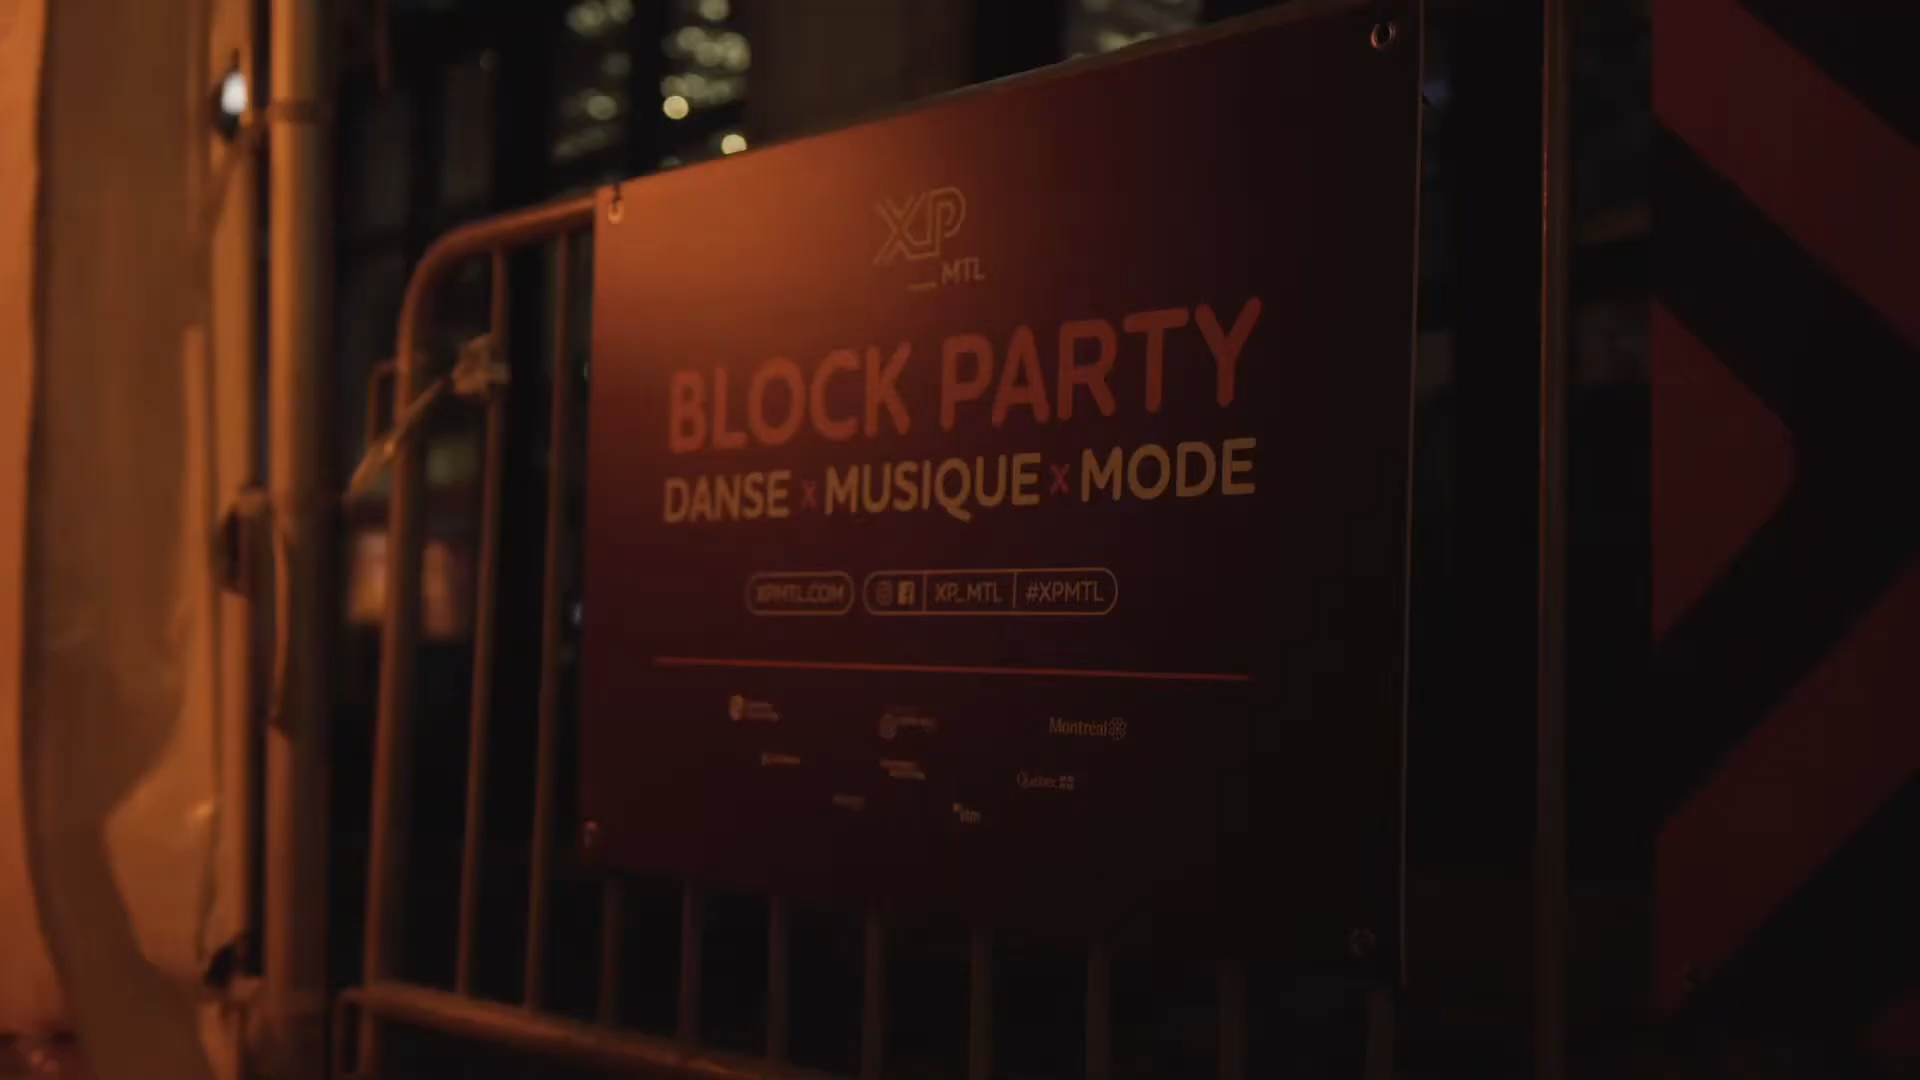 XP
_MTL
BLOCK PARTY
DANSE x MUSIQUE x MODE
XPMTL.COM XP_MTL #XPMTL
Montréal
Québec